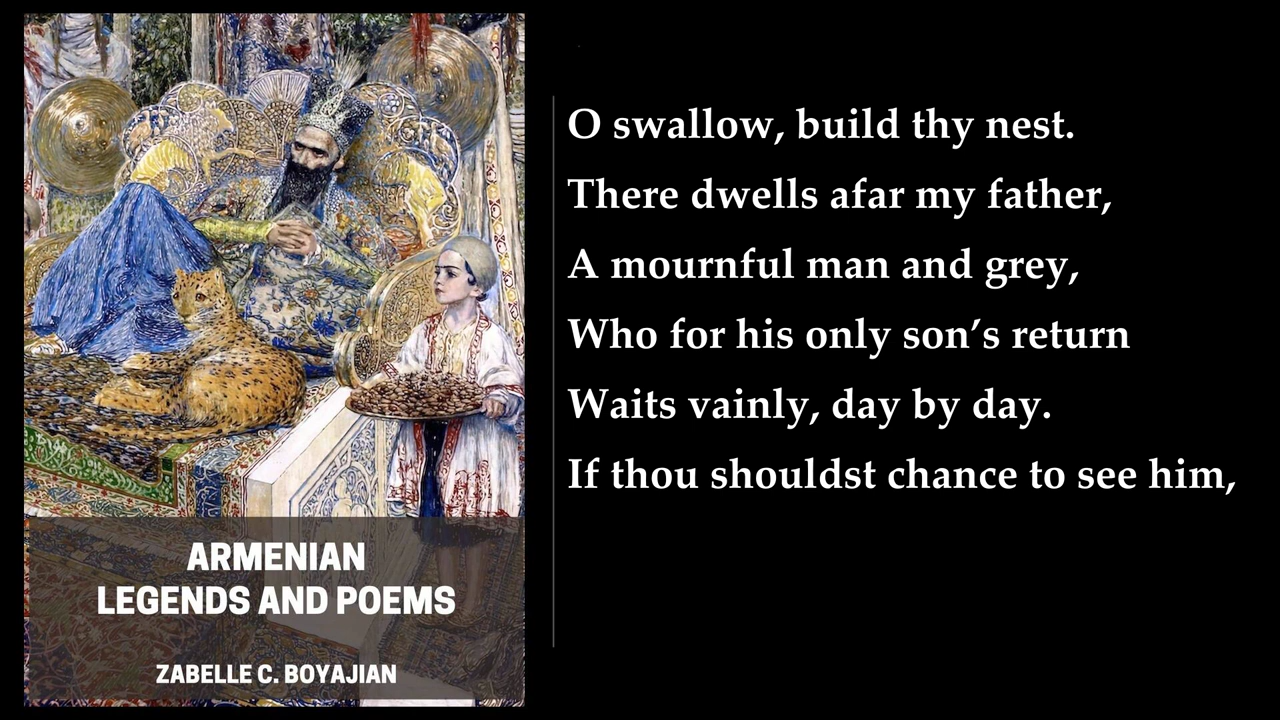 O swallow, build thy nest.
There dwells afar my father,
A mournful man and grey,
Who for his only son’s return
Waits vainly, day by day.
If thou shouldst chance to see him,
ARMENIAN
LEGENDS AND POEMS
ZABELLE C. BOYAJIAN